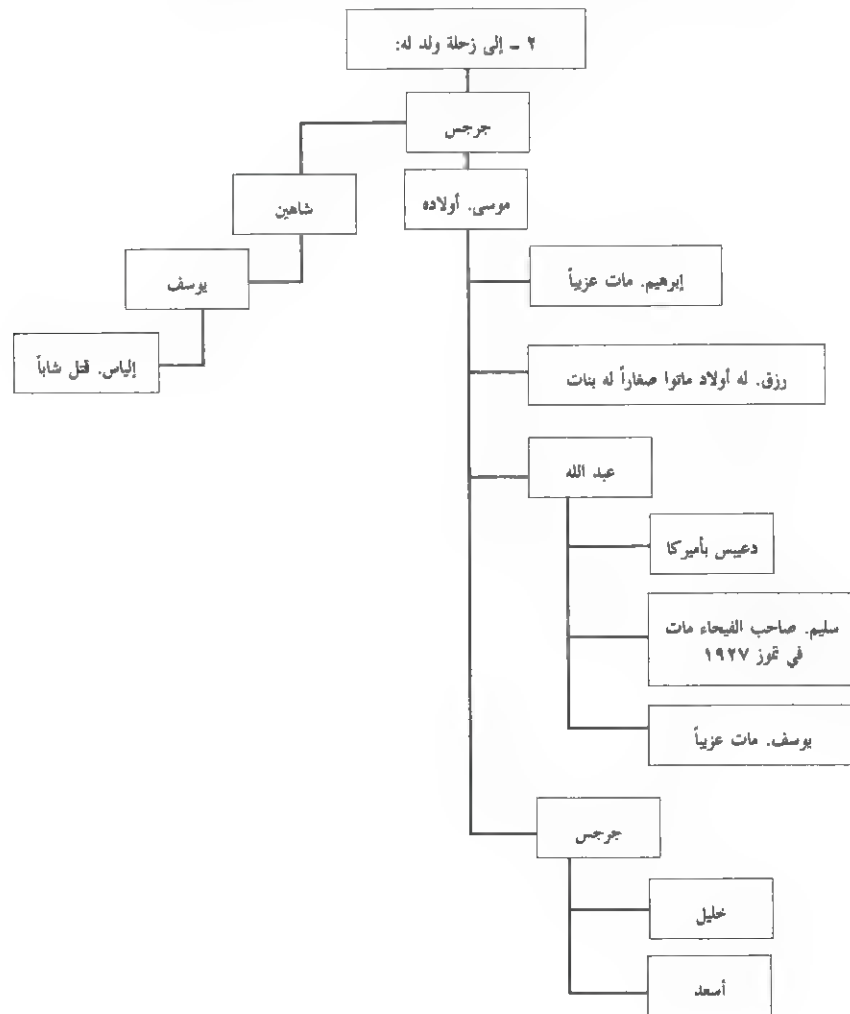 ٢ ـ إلى زحلة ولد له:
جرجس
موسى. أولاده
شاهين
يوسف
إلياس. قتل شاباً
إبرهيم. مات عزيباً
رزق. له أولاد ماتوا صغاراً له بنات
عبد الله
دعيبس بأميركا
سليم. صاحب الفيحاء مات
في تموز ١٩٢٧
يوسف. مات عزيباً
جرجس
خليل
أسعد